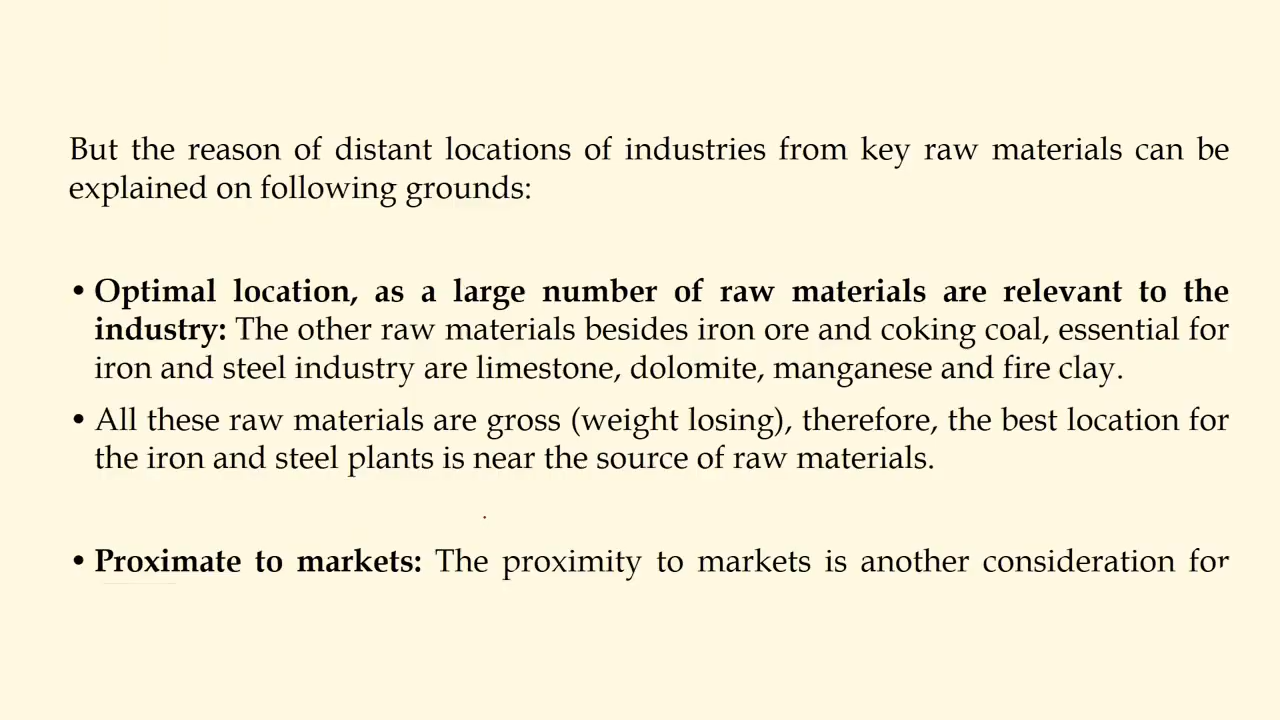 But the reason of distant locations of industries from key raw materials can be
explained on following grounds:
• Optimal location, as a large number of raw materials are relevant to the
industry: The other raw materials besides iron ore and coking coal, essential for
iron and steel industry are limestone, dolomite, manganese and fire clay.
• All these raw materials are gross (weight losing), therefore, the best location for
the iron and steel plants is near the source of raw materials.
• Proximate to markets: The proximity to markets is another consideration for